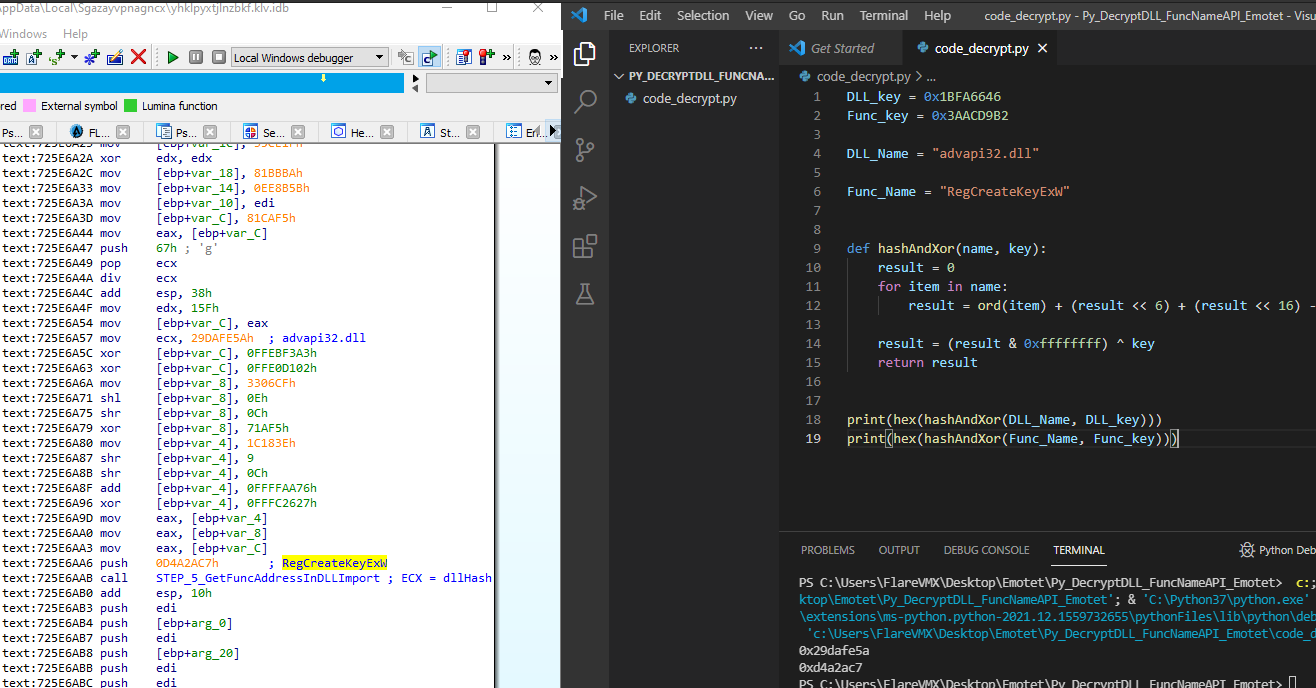 AppData\Local\Sgazayvpnagncx\yhklpyxtjlnzbkf.klv.idb
Windows Help
Local Windows debugger
red External symbol Lumina function
Ps... FL... Ps... Se... He... St... En...
text:725E6A2A xor edx, edx
text:725E6A2C mov [ebp+var_18], 81BBBAh
text:725E6A33 mov [ebp+var_14], 0EE8B5Bh
text:725E6A3A mov [ebp+var_10], edi
text:725E6A3D mov [ebp+var_C], 81CAF5h
text:725E6A44 mov eax, [ebp+var_C]
text:725E6A47 push 67h ; 'g'
text:725E6A49 pop ecx
text:725E6A4A div ecx
text:725E6A4C add esp, 38h
text:725E6A4F mov edx, 15Fh
text:725E6A54 mov [ebp+var_C], eax
text:725E6A57 mov ecx, 29DAFE5Ah ; advapi32.dll
text:725E6A5C xor [ebp+var_C], 0FFEBF3A3h
text:725E6A63 xor [ebp+var_C], 0FFE0D102h
text:725E6A6A mov [ebp+var_8], 3306CFh
text:725E6A71 shl [ebp+var_8], 0Eh
text:725E6A75 shr [ebp+var_8], 0Ch
text:725E6A79 xor [ebp+var_8], 71AF5h
text:725E6A80 mov [ebp+var_4], 1C183Eh
text:725E6A87 shr [ebp+var_4], 9
text:725E6A8B shr [ebp+var_4], 0Ch
text:725E6A8F add [ebp+var_4], 0FFFFAA76h
text:725E6A96 xor [ebp+var_4], 0FFFC2627h
text:725E6A9D mov eax, [ebp+var_4]
text:725E6AA0 mov eax, [ebp+var_8]
text:725E6AA3 mov eax, [ebp+var_C]
text:725E6AA6 push 0D4A2AC7h ; RegCreateKeyExW
text:725E6AAB call STEP_5_GetFuncAddressInDLLImport ; ECX = dllHash
text:725E6AB0 add esp, 10h
text:725E6AB3 push edi
text:725E6AB4 push [ebp+arg_0]
text:725E6AB7 push edi
text:725E6AB8 push [ebp+arg_20]
text:725E6ABB push edi
text:725E6ABC push edi
File Edit Selection View Go Run Terminal Help code_decrypt.py - Py_DecryptDLL_FuncNameAPI_Emotet - Visu
EXPLORER ...
PY_DECRYPTDLL_FUNCNA...
code_decrypt.py
Get Started code_decrypt.py
code_decrypt.py > ...
1 DLL_key = 0x1BFA6646
2 Func_key = 0x3AACD9B2
3
4 DLL_Name = "advapi32.dll"
5
6 Func_Name = "RegCreateKeyExW"
7
8
9 def hashAndXor(name, key):
10 result = 0
11 for item in name:
12 result = ord(item) + (result << 6) + (result << 16) -
13
14 result = (result & 0xffffffff) ^ key
15 return result
16
17
18 print(hex(hashAndXor(DLL_Name, DLL_key)))
19 print(hex(hashAndXor(Func_Name, Func_key)))
PROBLEMS OUTPUT DEBUG CONSOLE TERMINAL Python Deb
PS C:\Users\FlareVMX\Desktop\Emotet\Py_DecryptDLL_FuncNameAPI_Emotet> c:;
ktop\Emotet\Py_DecryptDLL_FuncNameAPI_Emotet'; & 'C:\Python37\python.exe'
\extensions\ms-python.python-2021.12.1559732655\pythonFiles\lib\python\deb
'c:\Users\FlareVMX\Desktop\Emotet\Py_DecryptDLL_FuncNameAPI_Emotet\code_d
0x29dafe5a
0xd4a2ac7
PS C:\Users\FlareVMX\Desktop\Emotet\Py_DecryptDLL_FuncNameAPI_Emotet>